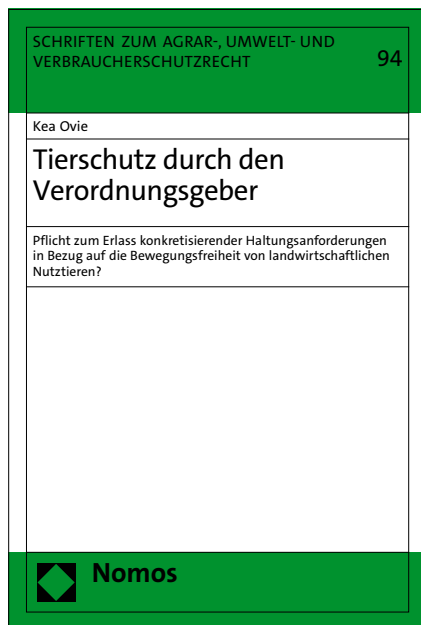 SCHRIFTEN ZUM AGRAR-, UMWELT- UND
VERBRAUCHERSCHUTZRECHT
94
Kea Ovie
Tierschutz durch den
Verordnungsgeber
Pflicht zum Erlass konkretisierender Haltungsanforderungen
in Bezug auf die Bewegungsfreiheit von landwirtschaftlichen
Nutztieren?
Nomos